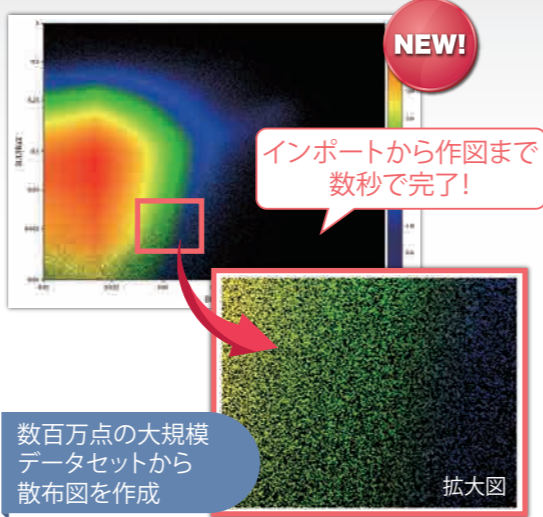 NEW!
インポートから作図まで
数秒で完了!
数百万点の大規模
データセットから
散布図を作成
拡大図